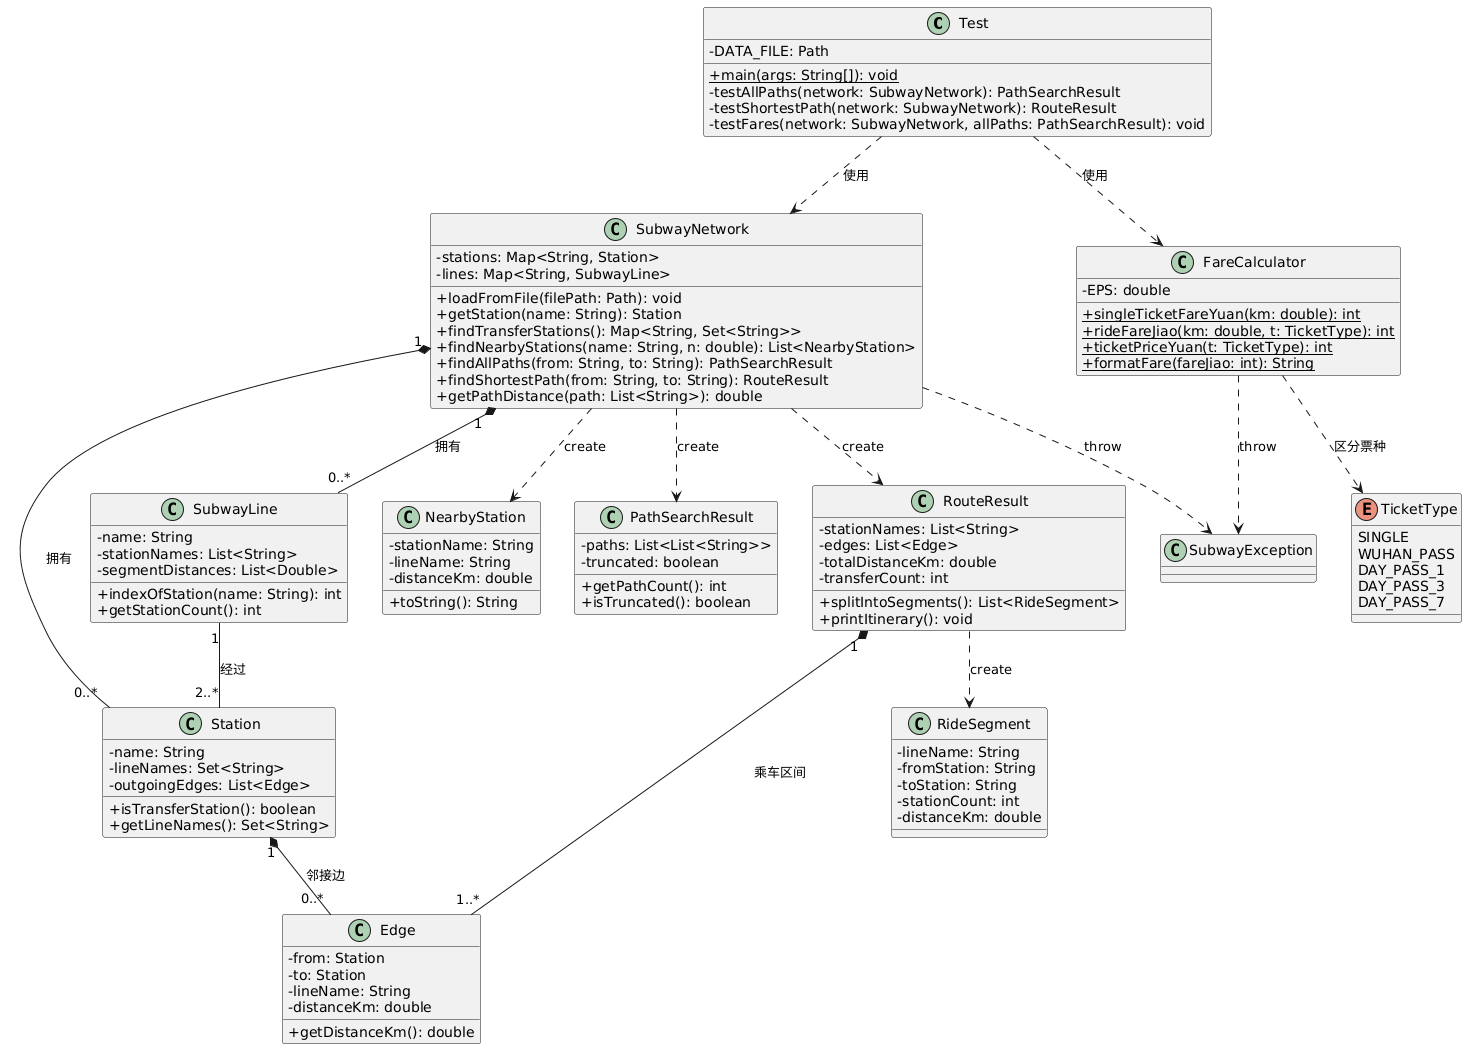 C Test
-DATA_FILE: Path
+main(args: String[]): void
-testAllPaths(network: SubwayNetwork): PathSearchResult
-testShortestPath(network: SubwayNetwork): RouteResult
-testFares(network: SubwayNetwork, allPaths: PathSearchResult): void
使用
使用
C SubwayNetwork
-stations: Map<String, Station>
-lines: Map<String, SubwayLine>
+loadFromFile(filePath: Path): void
+getStation(name: String): Station
+findTransferStations(): Map<String, Set<String>>
+findNearbyStations(name: String, n: double): List<NearbyStation>
+findAllPaths(from: String, to: String): PathSearchResult
+findShortestPath(from: String, to: String): RouteResult
+getPathDistance(path: List<String>): double
C FareCalculator
-EPS: double
+singleTicketFareYuan(km: double): int
+rideFareJiao(km: double, t: TicketType): int
+ticketPriceYuan(t: TicketType): int
+formatFare(fareJiao: int): String
1
1
拥有
create
create
create
throw
throw
区分票种
0..*
C SubwayLine
-name: String
-stationNames: List<String>
-segmentDistances: List<Double>
+indexOfStation(name: String): int
+getStationCount(): int
C NearbyStation
-stationName: String
-lineName: String
-distanceKm: double
+toString(): String
C PathSearchResult
-paths: List<List<String>>
-truncated: boolean
+getPathCount(): int
+isTruncated(): boolean
C RouteResult
-stationNames: List<String>
-edges: List<Edge>
-totalDistanceKm: double
-transferCount: int
+splitIntoSegments(): List<RideSegment>
+printItinerary(): void
C SubwayException
E TicketType
SINGLE
WUHAN_PASS
DAY_PASS_1
DAY_PASS_3
DAY_PASS_7
拥有
1
经过
0..*
2..*
1
create
C Station
-name: String
-lineNames: Set<String>
-outgoingEdges: List<Edge>
+isTransferStation(): boolean
+getLineNames(): Set<String>
乘车区间
C RideSegment
-lineName: String
-fromStation: String
-toStation: String
-stationCount: int
-distanceKm: double
1
邻接边
0..*
1..*
C Edge
-from: Station
-to: Station
-lineName: String
-distanceKm: double
+getDistanceKm(): double